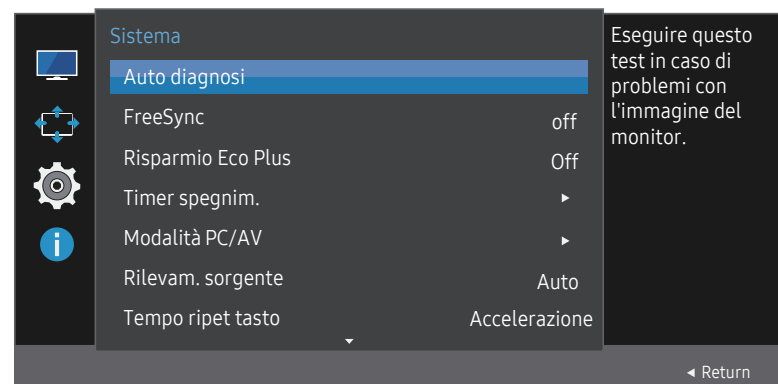 Sistema
Auto diagnosi
FreeSync off
Risparmio Eco Plus Off
Timer spegnim.
Modalità PC/AV
Rilevam. sorgente Auto
Tempo ripet tasto Accelerazione
Eseguire questo
test in caso di
problemi con
l'immagine del
monitor.
Return